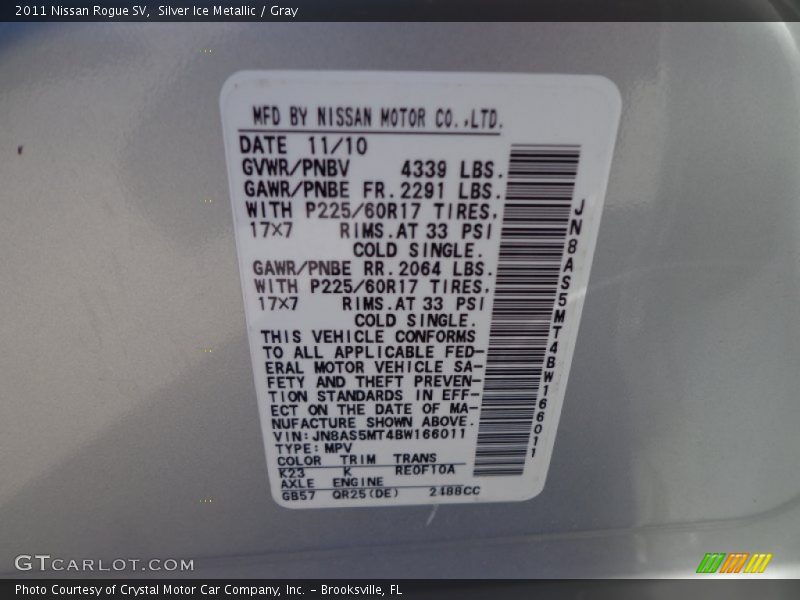 2011 Nissan Rogue SV, Silver Ice Metallic / Gray
MFD BY NISSAN MOTOR CO.,LTD.
DATE 11/10
GVWR/PNBV 4339 LBS.
GAWR/PNBE FR. 2291 LBS.
WITH P225/60R17 TIRES.
17×7 RIMS. AT 33 PSI
COLD SINGLE.
GAWR/PNBE RR. 2064 LBS.
WITH P225/60R17 TIRES.
17×7 RIMS. AT 33 PSI
COLD SINGLE.
THIS VEHICLE CONFORMS
TO ALL APPLICABLE FED-
ERAL MOTOR VEHICLE SA-
FETY AND THEFT PREVEN-
TION STANDARDS IN EFF-
ECT ON THE DATE OF MA-
NUFACTURE SHOWN ABOVE.
VIN:JN8AS5MT4BW166011
TYPE:MPV
COLOR TRIM TRANS
K23 K RE0F10A
AXLE ENGINE
GB57 QR25(DE) 2488CC
JN8AS5MT4BW166011
GTCARLOT.COM
Photo Courtesy of Crystal Motor Car Company, Inc. – Brooksville, FL